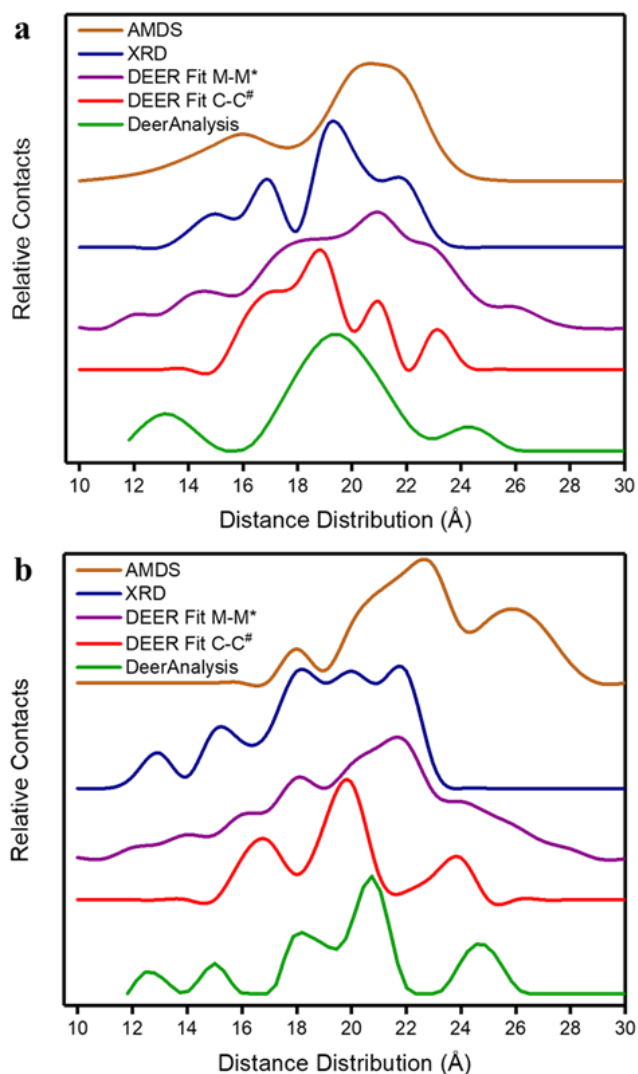 a
AMDS
XRD
DEER Fit M-M*
DEER Fit C-C#
DeerAnalysis
Relative Contacts
10 12 14 16 18 20 22 24 26 28 30
Distance Distribution (Å)
b
AMDS
XRD
DEER Fit M-M*
DEER Fit C-C#
DeerAnalysis
Relative Contacts
10 12 14 16 18 20 22 24 26 28 30
Distance Distribution (Å)